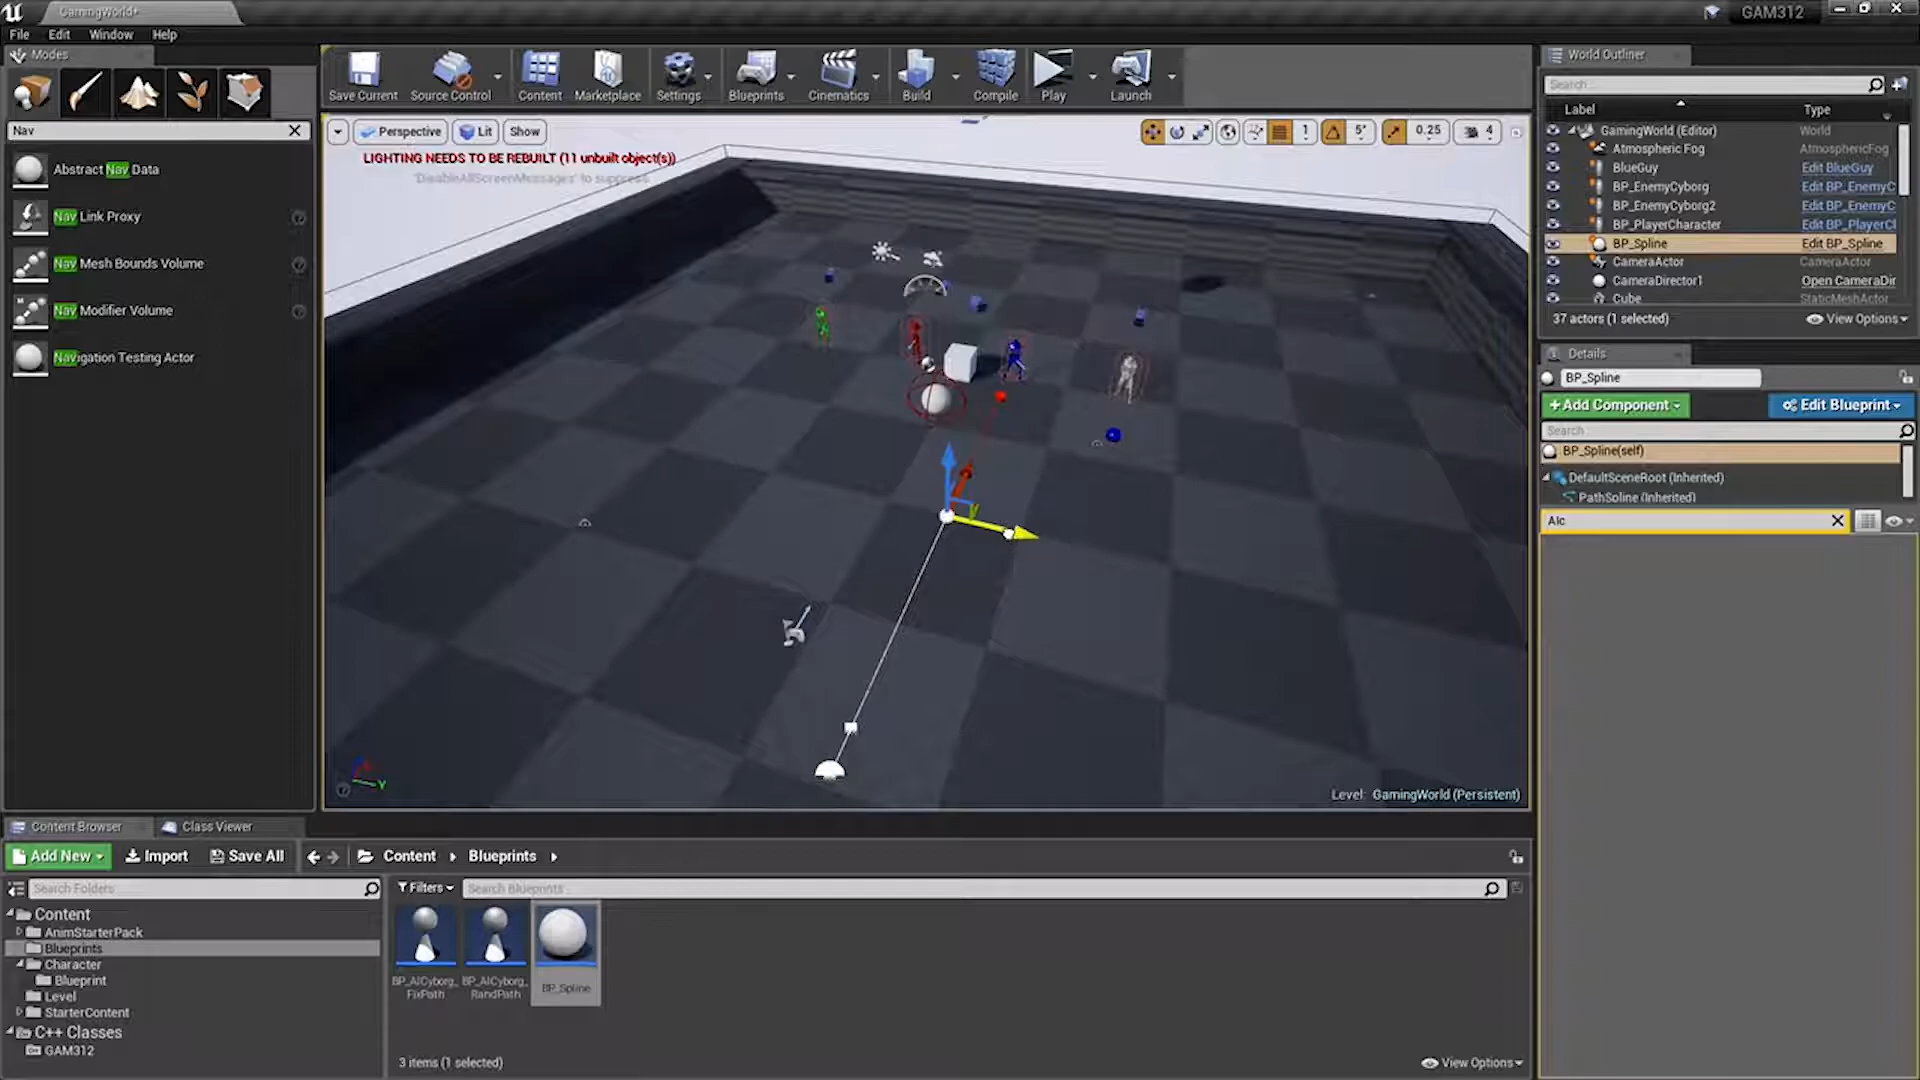 GamingWorld*
GAM312
File Edit Window Help
Modes
Nav
Abstract Nav Data
Nav Link Proxy
Nav Mesh Bounds Volume
Nav Modifier Volume
Navigation Testing Actor
Save Current
Source Control
Content
Marketplace
Settings
Blueprints
Cinematics
Build
Compile
Play
Launch
Perspective
Lit
Show
1
5°
0.25
4
LIGHTING NEEDS TO BE REBUILT (11 unbuilt object(s))
'DisableAllScreenMessages' to suppress
Y
Level: GamingWorld (Persistent)
World Outliner
Search
Label Type
GamingWorld (Editor) World
Atmospheric Fog AtmosphericFog
BlueGuy Edit BlueGuy
BP_EnemyCyborg Edit BP_EnemyC
BP_EnemyCyborg2 Edit BP_EnemyC
BP_PlayerCharacter Edit BP_PlayerCl
BP_Spline Edit BP_Spline
CameraActor CameraActor
CameraDirector1 Open CameraDir
Cube StaticMeshActor
37 actors (1 selected)
View Options
Details
BP_Spline
+Add Component
Edit Blueprint
Search
BP_Spline(self)
DefaultSceneRoot (Inherited)
PathSpline (Inherited)
AIc
Content Browser
Class Viewer
Add New
Import
Save All
Content
Blueprints
Search Folders
Filters
Search Blueprints
Content
AnimStarterPack
Blueprints
Character
Blueprint
Level
StarterContent
C++ Classes
GAM312
BP_AICyborg_
FixPath
BP_AICyborg_
RandPath
BP_Spline
3 items (1 selected)
View Options